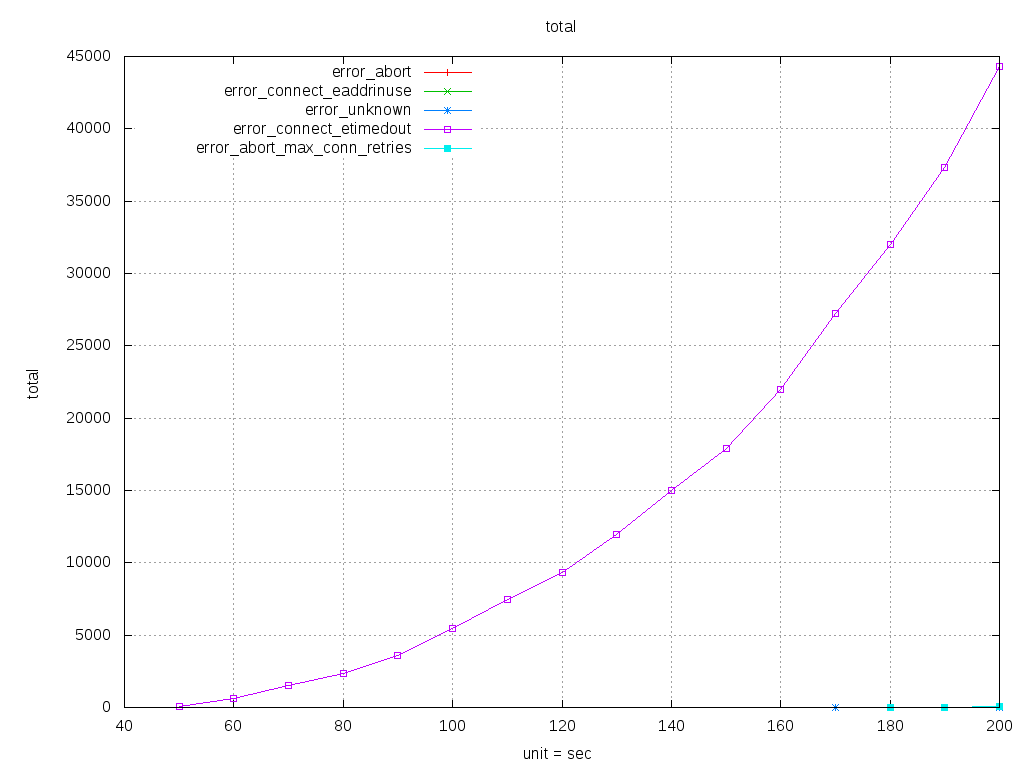 total
45000
40000
35000
30000
25000
20000
15000
10000
5000
0
total
error_abort
error_connect_eaddrinuse
error_unknown
error_connect_etimedout
error_abort_max_conn_retries
40 60 80 100 120 140 160 180 200
unit = sec